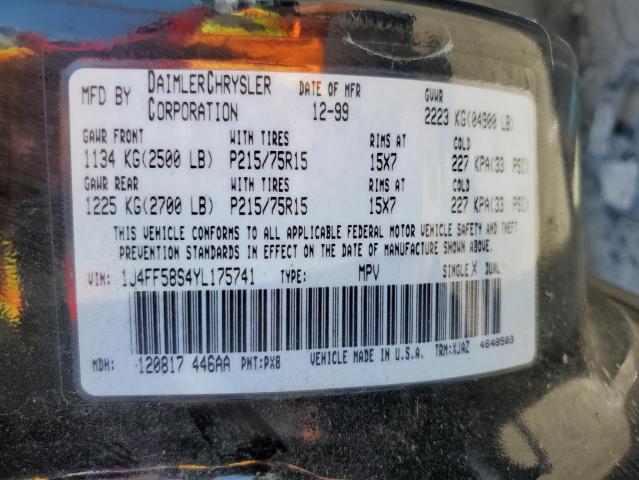 MFD BY DAIMLERCHRYSLER CORPORATION DATE OF MFR 12-99 GVWR 2223 KG(04900 LB)
GAWR FRONT WITH TIRES RIMS AT COLD
1134 KG(2500 LB) P215/75R15 15X7 227 KPA(33 PSI)
GAWR REAR WITH TIRES RIMS AT COLD
1225 KG(2700 LB) P215/75R15 15X7 227 KPA(33 PSI)
THIS VEHICLE CONFORMS TO ALL APPLICABLE FEDERAL MOTOR VEHICLE SAFETY AND THEFT
PREVENTION STANDARDS IN EFFECT ON THE DATE OF MANUFACTURE SHOWN ABOVE.
VIN: 1J4FF58S4YL175741 TYPE: MPV SINGLE X DUAL
MDH: 120817 446AA PNT:PX8 VEHICLE MADE IN U.S.A. TRM:XJAZ 4648503